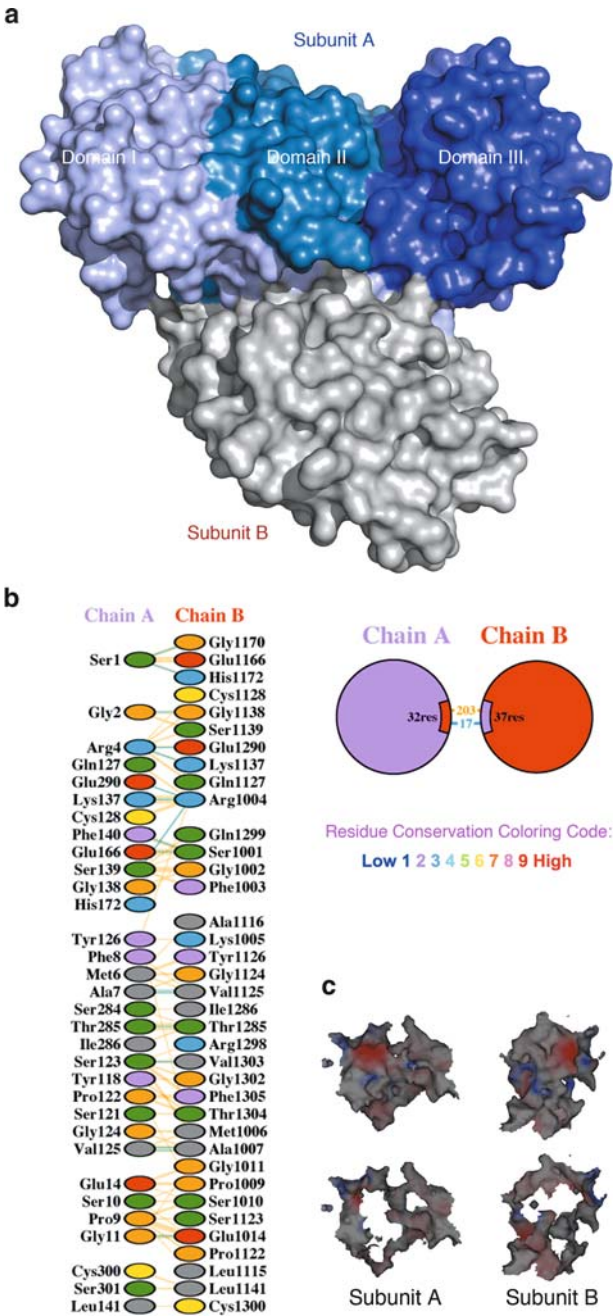 a
Subunit A
Domain I
Domain II
Domain III
Subunit B
b
Chain A
Chain B
Gly1170
Ser1
Glu1166
His1172
Cys1128
Gly2
Gly1138
Ser1139
Arg4
Glu1290
Gln127
Lys1137
Glu290
Gln1127
Lys137
Arg1004
Cys128
Phe140
Gln1299
Glu166
Ser1001
Ser139
Gly1002
Gly138
Phe1003
His172
Ala1116
Tyr126
Lys1005
Phe8
Tyr1126
Met6
Gly1124
Ala7
Val1125
Ser284
Ile1286
Thr285
Thr1285
Ile286
Arg1298
Ser123
Val1303
Tyr118
Gly1302
Pro122
Phe1305
Ser121
Thr1304
Gly124
Met1006
Val125
Ala1007
Gly1011
Glu14
Pro1009
Ser10
Ser1010
Pro9
Ser1123
Gly11
Glu1014
Pro1122
Cys300
Leu1115
Ser301
Leu1141
Leu141
Cys1300
Chain A
Chain B
32res
203
17
37res
Residue Conservation Coloring Code:
Low 1 2 3 4 5 6 7 8 9 High
c
Subunit A
Subunit B